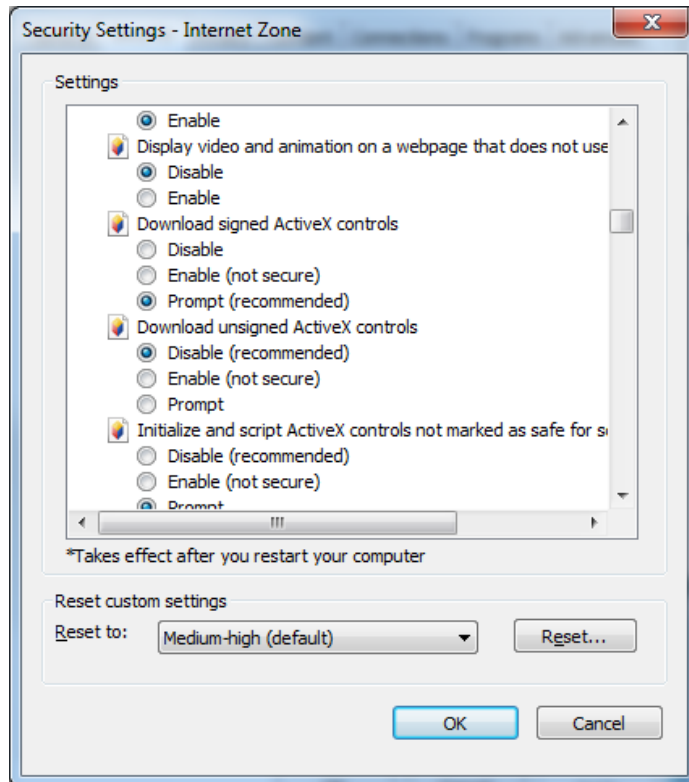 Security Settings - Internet Zone
Settings
Enable
Display video and animation on a webpage that does not use
Disable
Enable
Download signed ActiveX controls
Disable
Enable (not secure)
Prompt (recommended)
Download unsigned ActiveX controls
Disable (recommended)
Enable (not secure)
Prompt
Initialize and script ActiveX controls not marked as safe for
Disable (recommended)
Enable (not secure)
Prompt
*Takes effect after you restart your computer
Reset custom settings
Reset to:
Medium-high (default)
Reset...
OK
Cancel